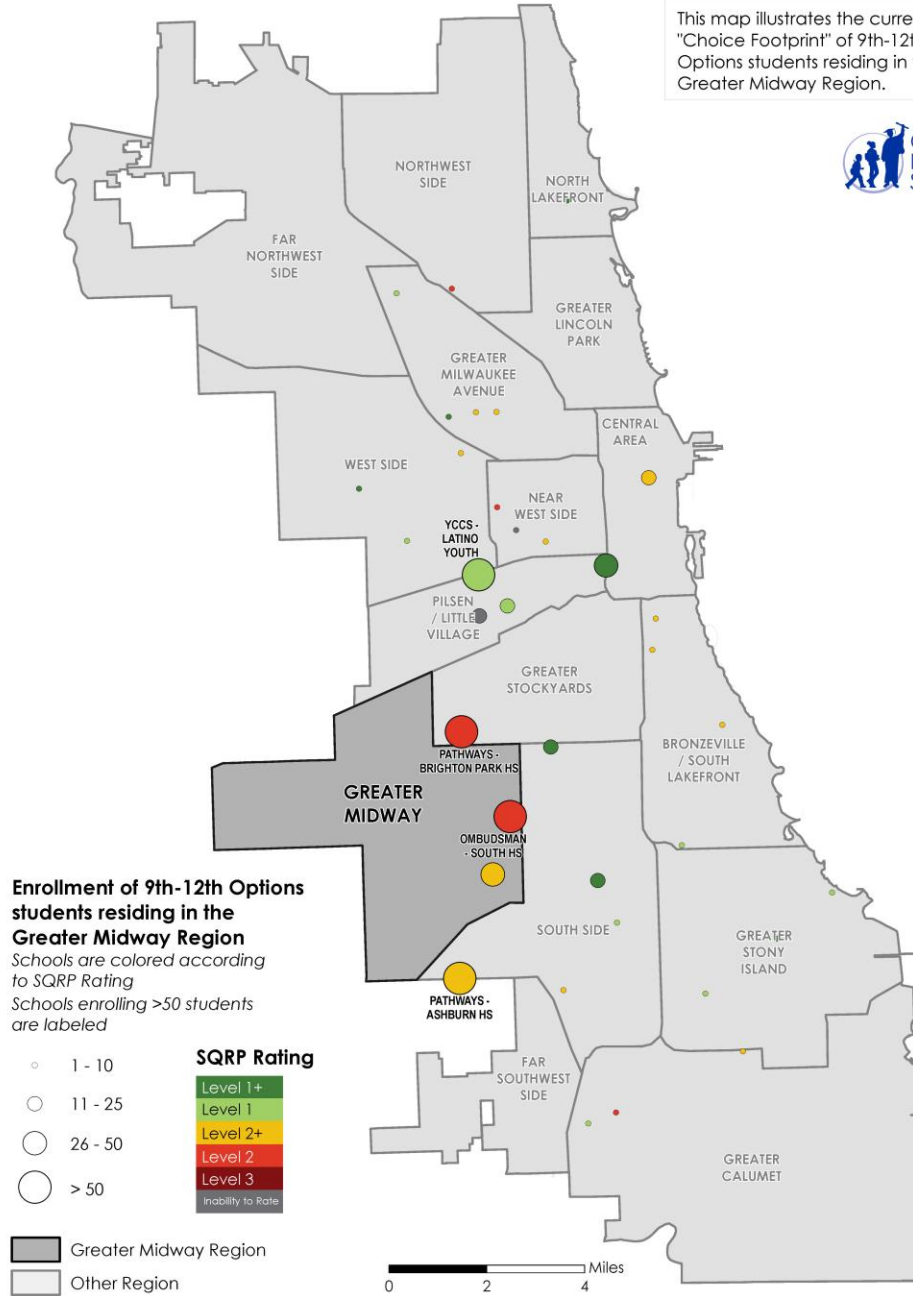 This map illustrates the curre
"Choice Footprint" of 9th-12t
Options students residing in
Greater Midway Region.
NORTHWEST
SIDE
NORTH
LAKEFRONT
FAR
NORTHWEST
SIDE
GREATER
LINCOLN
PARK
GREATER
MILWAUKEE
AVENUE
CENTRAL
AREA
WEST SIDE
NEAR
WEST SIDE
YCCS -
LATINO
YOUTH
PILSEN
/ LITTLE
VILLAGE
GREATER
STOCKYARDS
PATHWAYS -
BRIGHTON PARK HS
BRONZEVILLE
/ SOUTH
LAKEFRONT
GREATER
MIDWAY
OMBUDSMAN
- SOUTH HS
SOUTH SIDE
GREATER
STONY
ISLAND
PATHWAYS -
ASHBURN HS
FAR
SOUTHWEST
SIDE
GREATER
CALUMET
Enrollment of 9th-12th Options
students residing in the
Greater Midway Region
Schools are colored according
to SQRP Rating
Schools enrolling >50 students
are labeled
1 - 10
11 - 25
26 - 50
> 50
SQRP Rating
Level 1+
Level 1
Level 2+
Level 2
Level 3
Inability to Rate
Greater Midway Region
Other Region
Miles
0 2 4